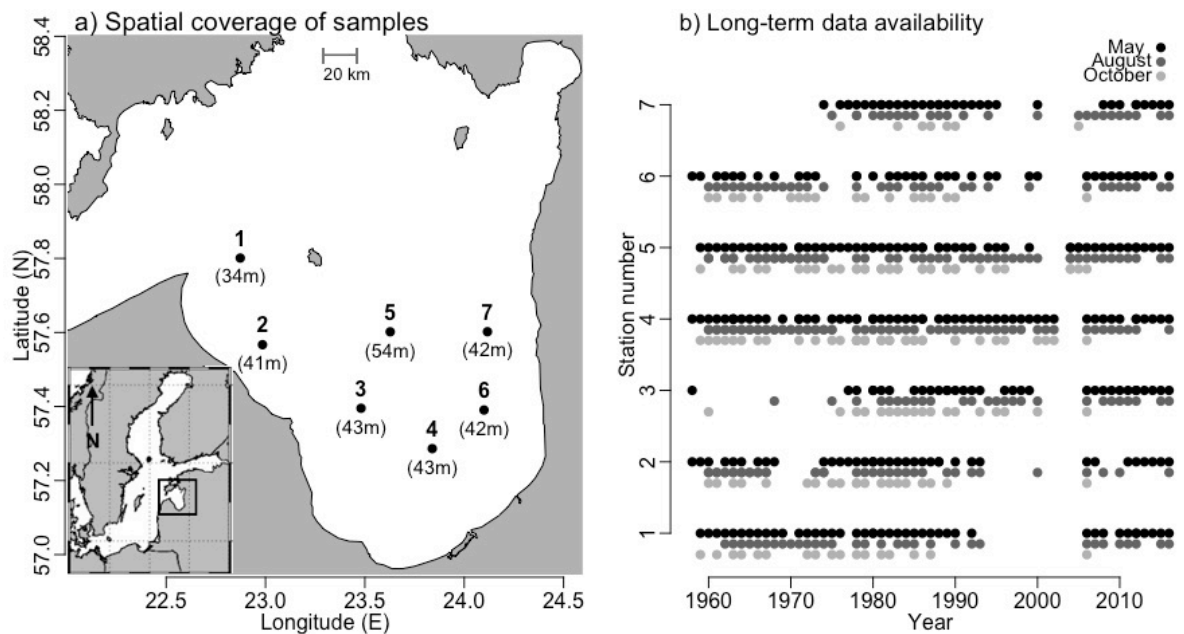 a) Spatial coverage of samples
58.4
58.2
58.0
57.8
57.6
57.4
57.2
57.0
Latitude (N)
20 km
1
(34m)
2
(41m)
5
(54m)
7
(42m)
3
(43m)
6
(42m)
4
(43m)
N
22.5 23.0 23.5 24.0 24.5
Longitude (E)
b) Long-term data availability
May
August
October
7
6
5
4
3
2
1
Station number
1960 1970 1980 1990 2000 2010
Year